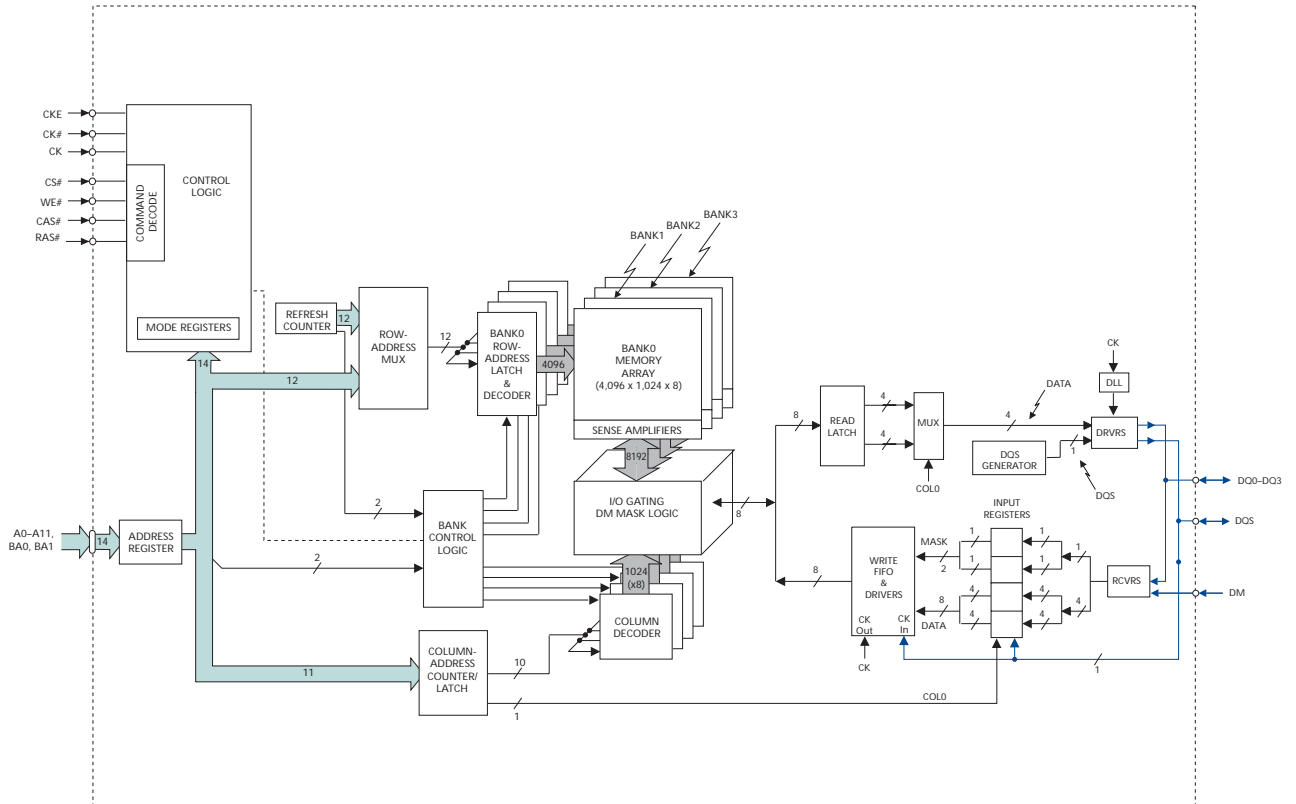 CKE
CK#
CK
CS#
WE#
CAS#
RAS#
COMMAND
DECODE
CONTROL
LOGIC
MODE REGISTERS
14
12
REFRESH
COUNTER
12
ROW-
ADDRESS
MUX
12
BANK0
ROW-
ADDRESS
LATCH
&
DECODER
4096
BANK1
BANK2
BANK3
BANK0
MEMORY
ARRAY
(4,096 x 1,024 x 8)
SENSE AMPLIFIERS
8192
I/O GATING
DM MASK LOGIC
8
1024
(x8)
COLUMN
DECODER
2
BANK
CONTROL
LOGIC
2
A0–A11,
BA0, BA1
14
ADDRESS
REGISTER
11
COLUMN-
ADDRESS
COUNTER/
LATCH
10
1
COL0
8
READ
LATCH
4
4
MUX
COL0
4
DATA
CK
DLL
DRVRS
DQS
GENERATOR
1
DQS
DQ0–DQ3
DQS
DM
INPUT
REGISTERS
8
WRITE
FIFO
&
DRIVERS
CK
Out
CK
In
CK
MASK
2
8
DATA
1
1
4
4
1
1
4
4
1
4
RCVRS
1